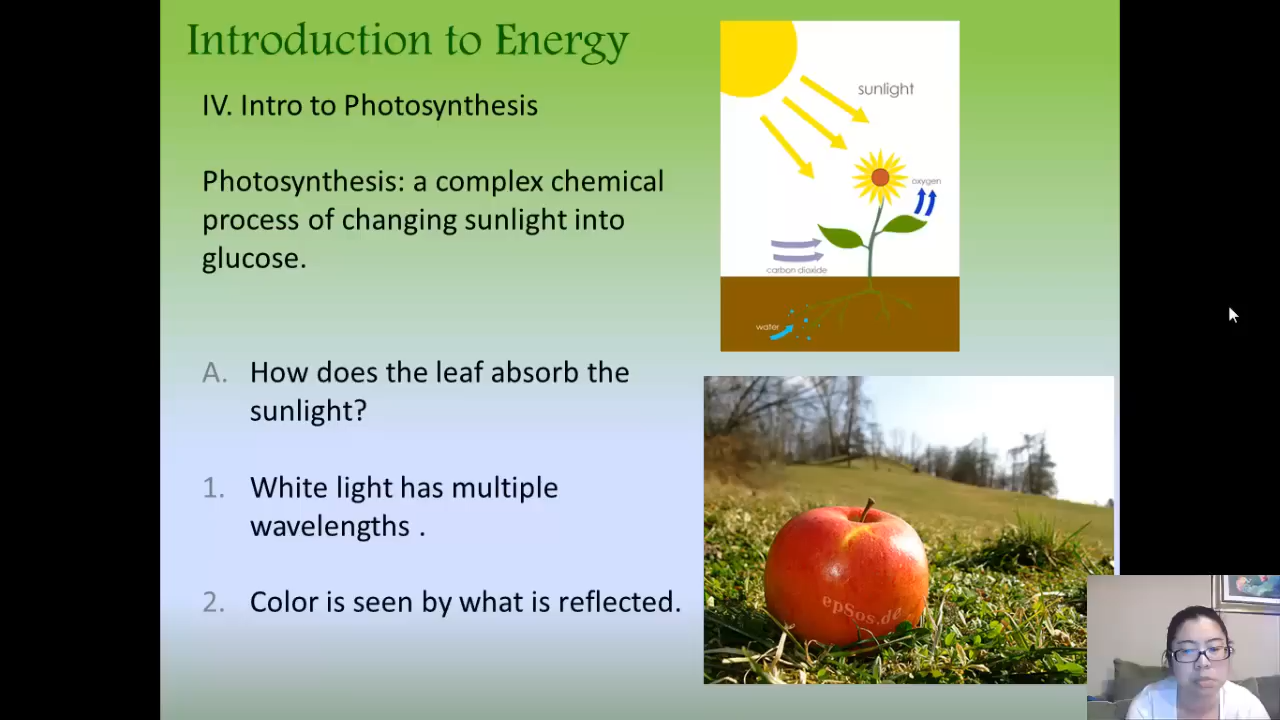 Introduction to Energy
IV. Intro to Photosynthesis
Photosynthesis: a complex chemical
process of changing sunlight into
glucose.
A. How does the leaf absorb the
sunlight?
1. White light has multiple
wavelengths .
2. Color is seen by what is reflected.
sunlight
oxygen
carbon dioxide
water
epSos.de